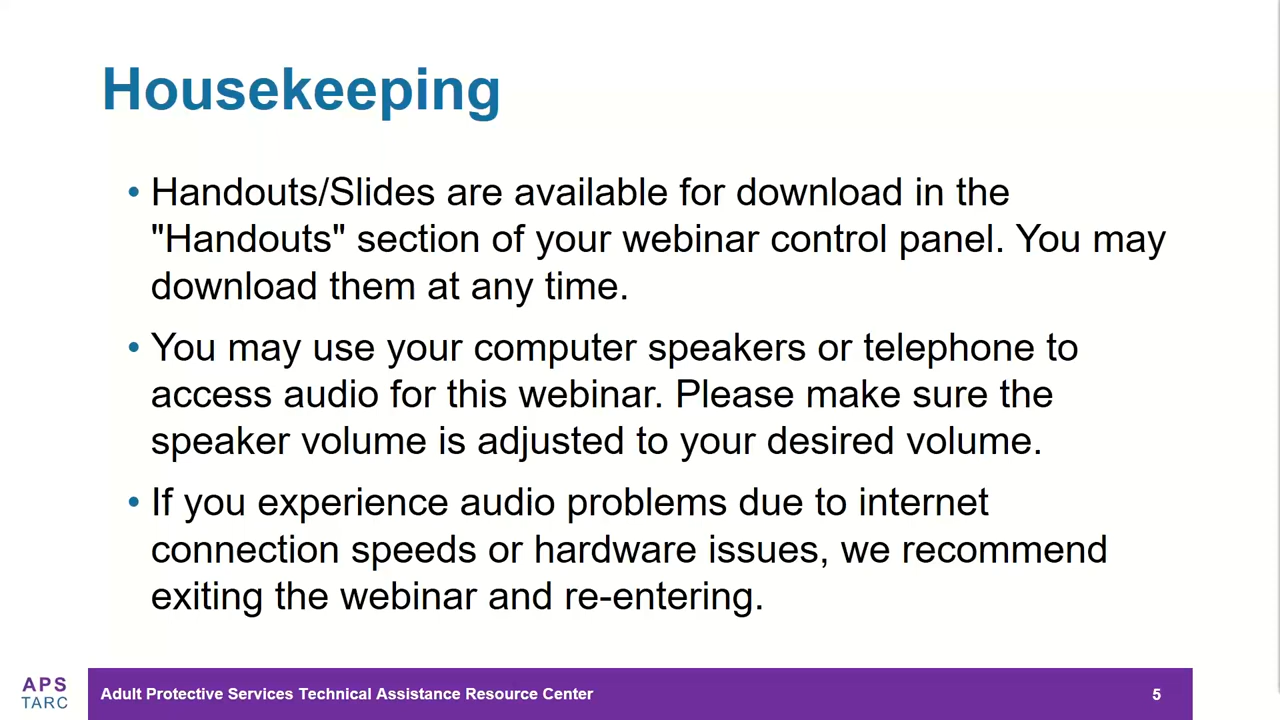 Housekeeping
• Handouts/Slides are available for download in the
"Handouts" section of your webinar control panel. You may
download them at any time.
• You may use your computer speakers or telephone to
access audio for this webinar. Please make sure the
speaker volume is adjusted to your desired volume.
• If you experience audio problems due to internet
connection speeds or hardware issues, we recommend
exiting the webinar and re-entering.
APS
TARC
Adult Protective Services Technical Assistance Resource Center
5